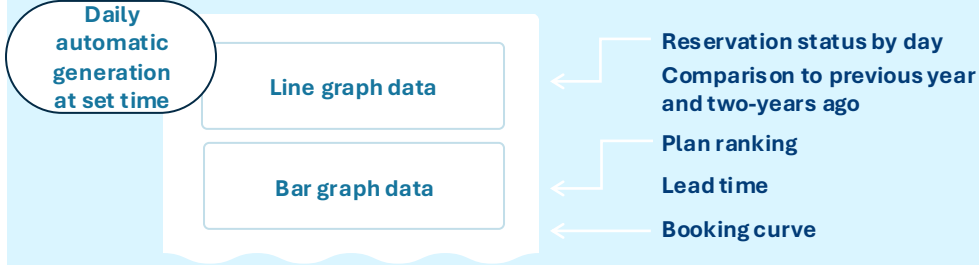 Daily
automatic
generation
at set time
Line graph data
Bar graph data
Reservation status by day
Comparison to previous year
and two-years ago
Plan ranking
Lead time
Booking curve